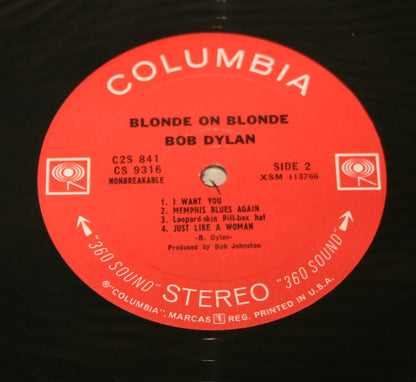 COLUMBIA
BLONDE ON BLONDE
BOB DYLAN
C2S 841
CS 9316
NONBREAKABLE
SIDE 2
XSM 113766
1. I WANT YOU
2. MEMPHIS BLUES AGAIN
3. Leopard-skin Pill-box hat
4. JUST LIKE A WOMAN
-B. Dylan-
Produced by Bob Johnston
"360 SOUND" STEREO "360 SOUND"
®"COLUMBIA", MARCAS REG. PRINTED IN U.S.A.